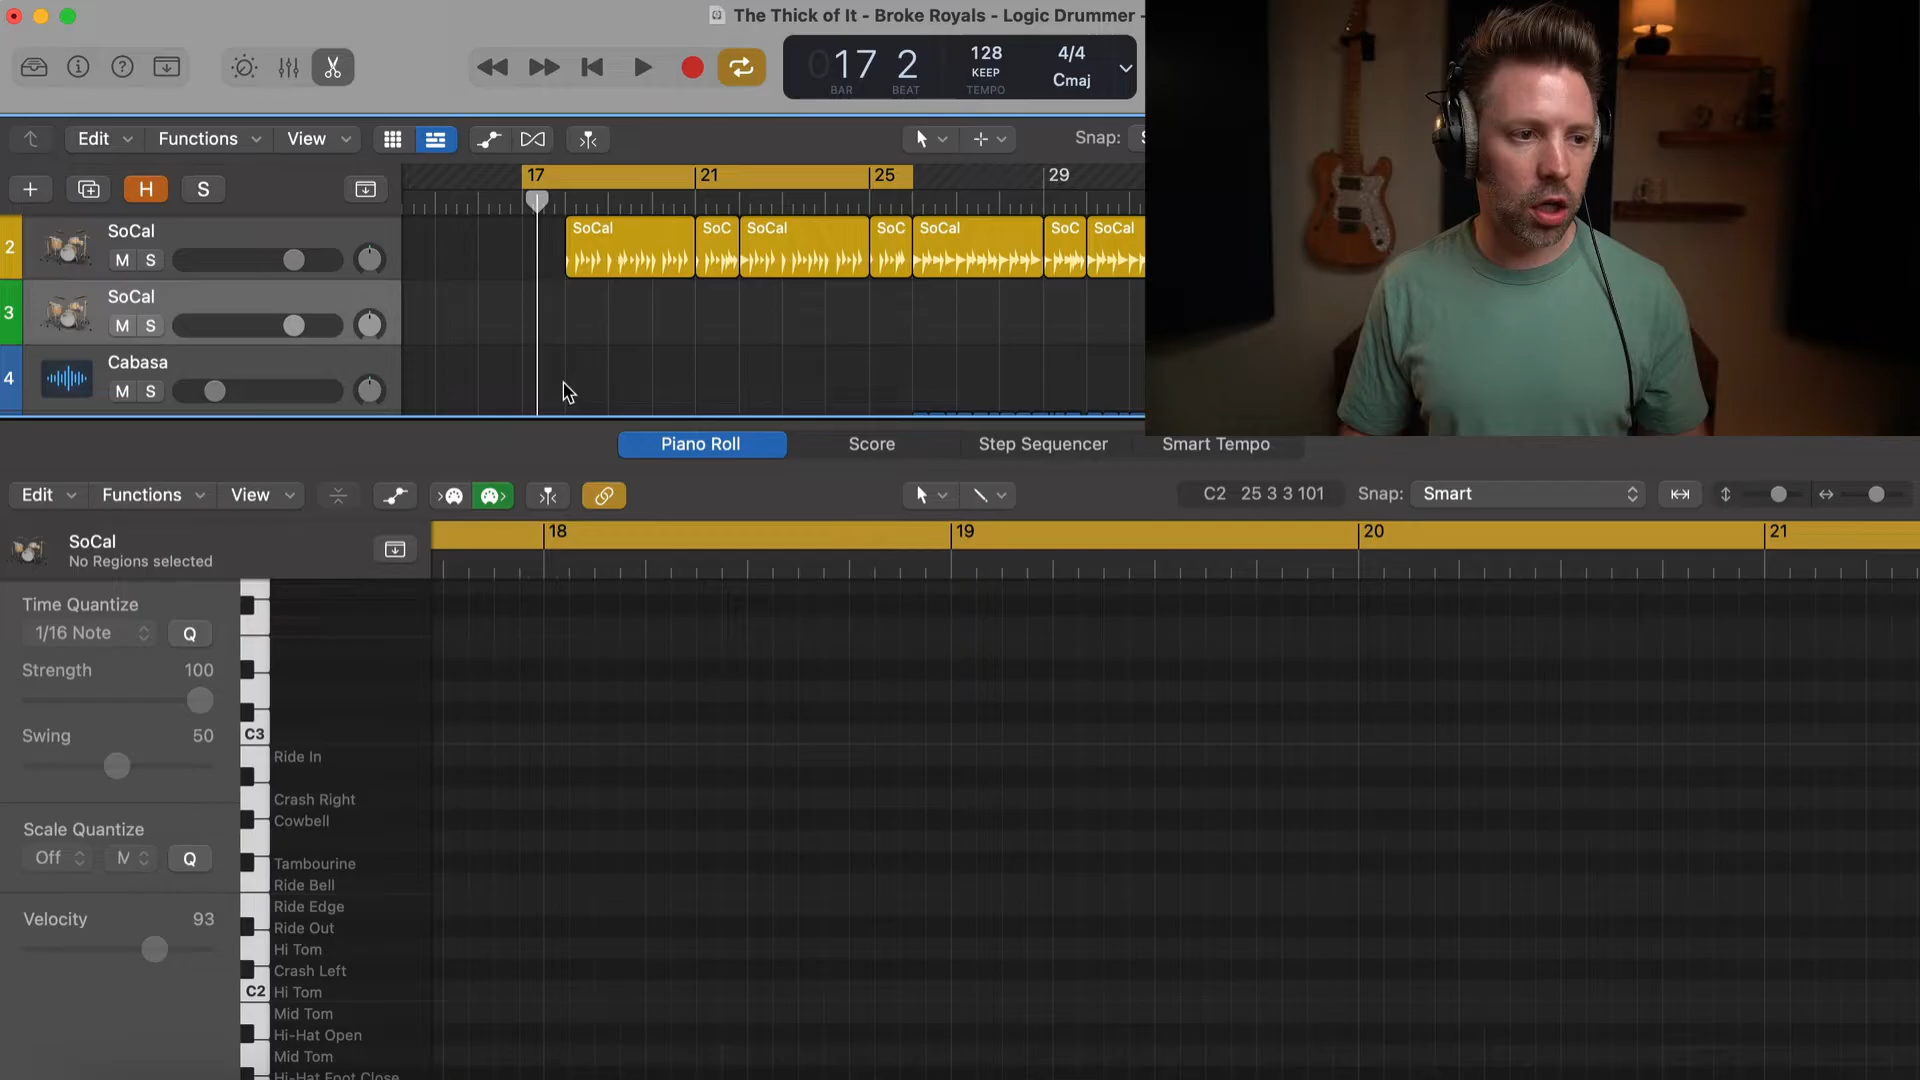 The Thick of It - Broke Royals - Logic Drummer -
17 2
128
KEEP
4/4
Cmaj
BAR
BEAT
TEMPO
Edit
Functions
View
Snap:
H
S
17
21
25
29
2
SoCal
M
S
SoCal
SoC
SoCal
SoC
SoCal
SoC
SoCal
3
SoCal
M
S
4
Cabasa
M
S
Piano Roll
Score
Step Sequencer
Smart Tempo
Edit
Functions
View
C2 25 3 3 101
Snap:
Smart
SoCal
No Regions selected
18
19
20
21
Time Quantize
1/16 Note
Q
Strength 100
Swing 50
Scale Quantize
Off
M
Q
Velocity 93
C3
Ride In
Crash Right
Cowbell
Tambourine
Ride Bell
Ride Edge
Ride Out
Hi Tom
Crash Left
C2
Hi Tom
Mid Tom
Hi-Hat Open
Mid Tom
Hi-Hat Foot Close